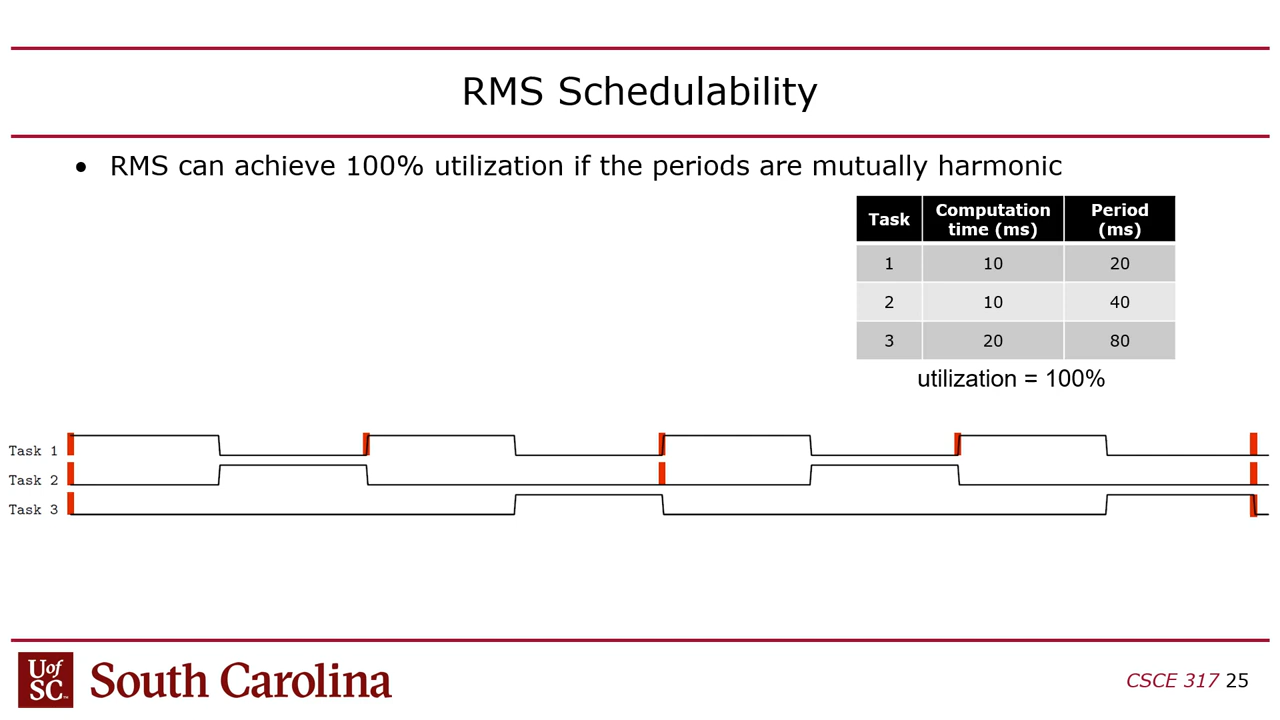 RMS Schedulability
• RMS can achieve 100% utilization if the periods are mutually harmonic
Task Computation time (ms) Period (ms)
1 10 20
2 10 40
3 20 80
utilization = 100%
Task 1
Task 2
Task 3
UofSC™ South Carolina
CSCE 317 25